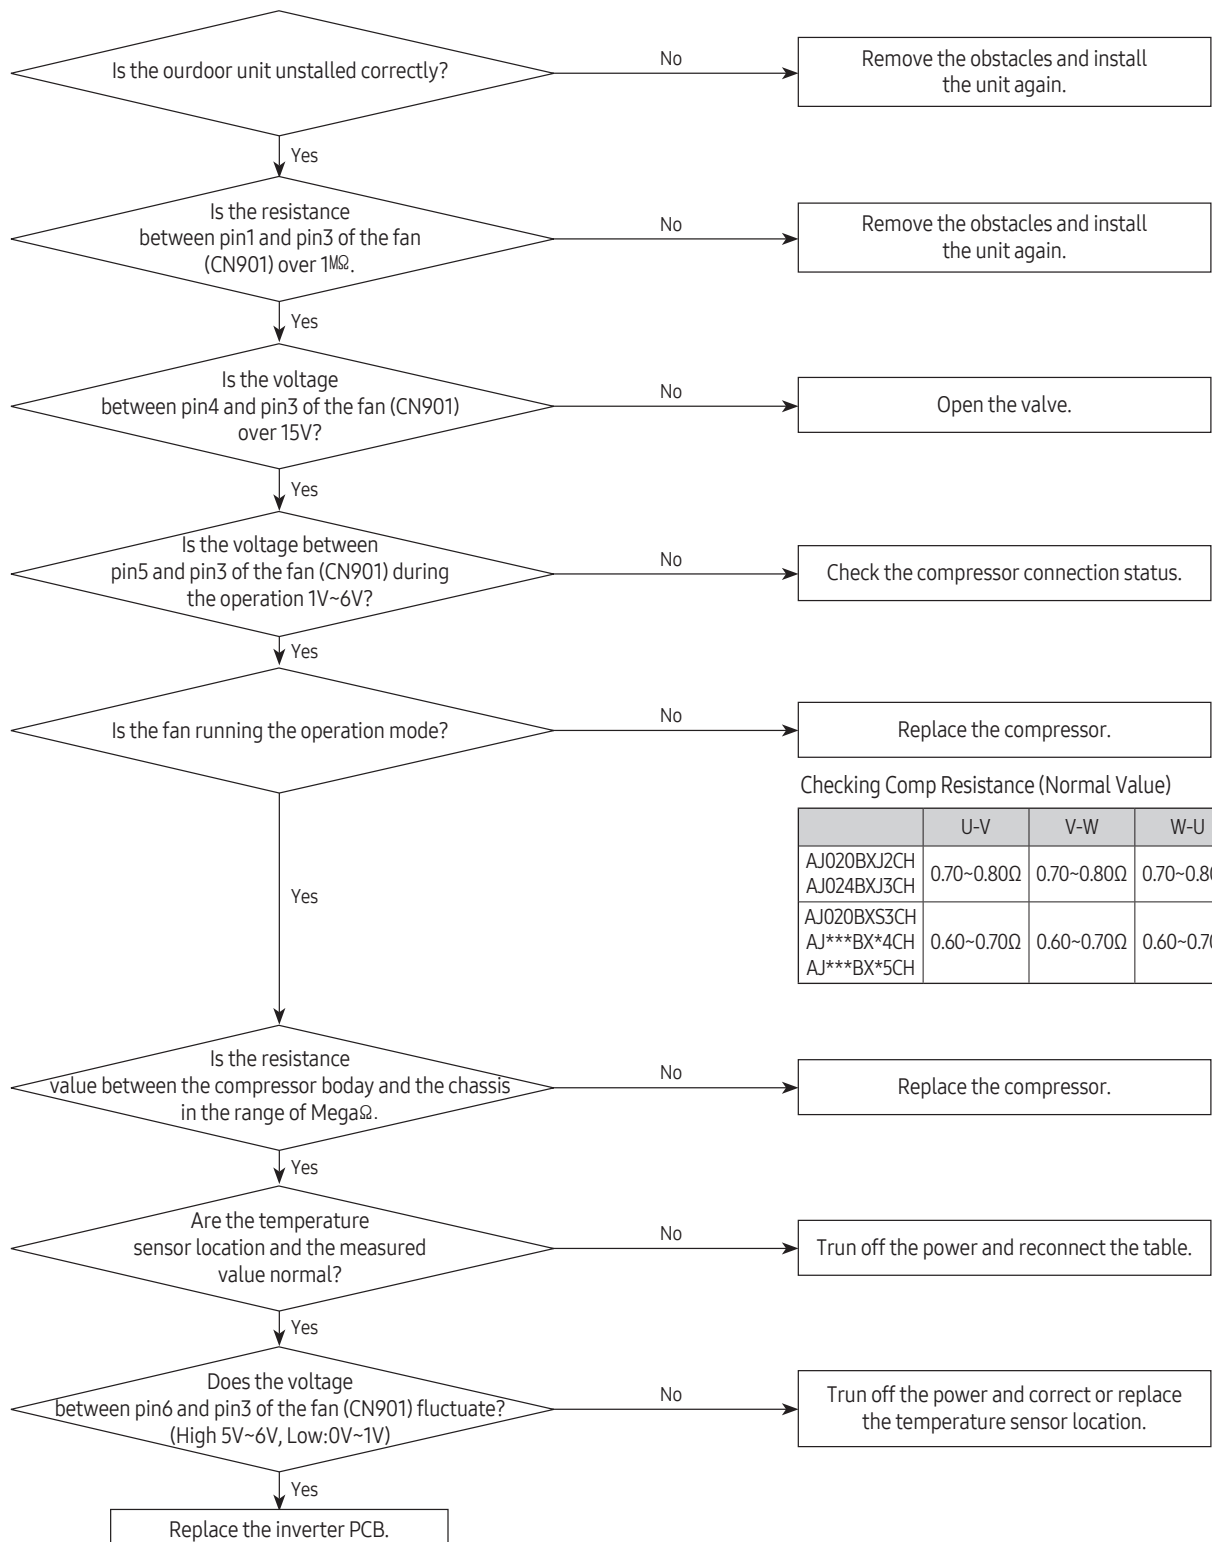 Is the ourdoor unit unstalled correctly?
No
Remove the obstacles and install
the unit again.
Yes
Is the resistance
between pin1 and pin3 of the fan
(CN901) over 1MΩ.
No
Remove the obstacles and install
the unit again.
Yes
Is the voltage
between pin4 and pin3 of the fan (CN901)
over 15V?
No
Open the valve.
Yes
Is the voltage between
pin5 and pin3 of the fan (CN901) during
the operation 1V~6V?
No
Check the compressor connection status.
Yes
Is the fan running the operation mode?
No
Replace the compressor.
Checking Comp Resistance (Normal Value)
U-V V-W W-U
AJ020BXJ2CH
AJ024BXJ3CH
0.70~0.80Ω 0.70~0.80Ω 0.70~0.80
AJ020BXS3CH
AJ***BX*4CH
AJ***BX*5CH
0.60~0.70Ω 0.60~0.70Ω 0.60~0.70
Yes
Is the resistance
value between the compressor boday and the chassis
in the range of MegaΩ.
No
Replace the compressor.
Yes
Are the temperature
sensor location and the measured
value normal?
No
Trun off the power and reconnect the table.
Yes
Does the voltage
between pin6 and pin3 of the fan (CN901) fluctuate?
(High 5V~6V, Low:0V~1V)
No
Trun off the power and correct or replace
the temperature sensor location.
Yes
Replace the inverter PCB.